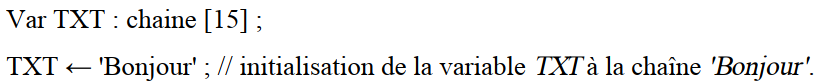 Var TXT : chaine [15] ;
TXT ← 'Bonjour' ; // initialisation de la variable TXT à la chaîne 'Bonjour'.